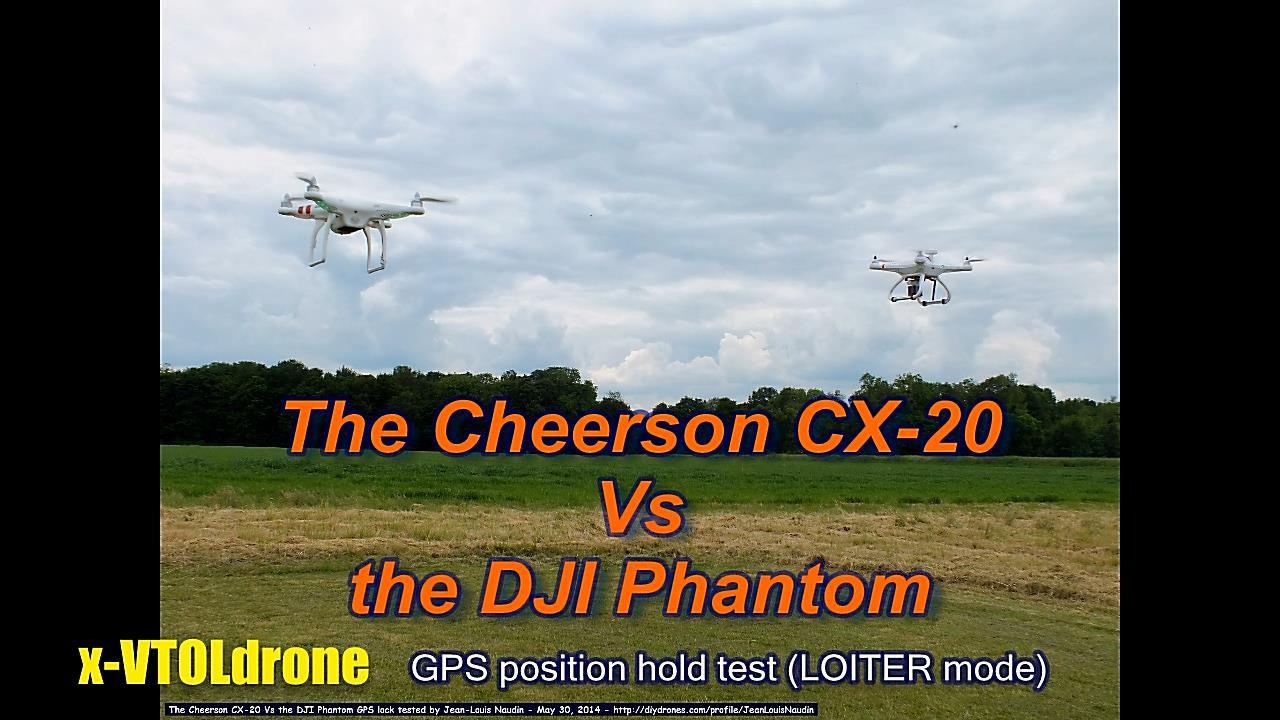 The Cheerson CX-20
Vs
the DJI Phantom
x-VTOLdrone
GPS position hold test (LOITER mode)
The Cheerson CX-20 Vs the DJI Phantom GPS lock tested by Jean-Louis Naudin - May 30, 2014 - http://diydrones.com/profile/JeanLouisNaudin